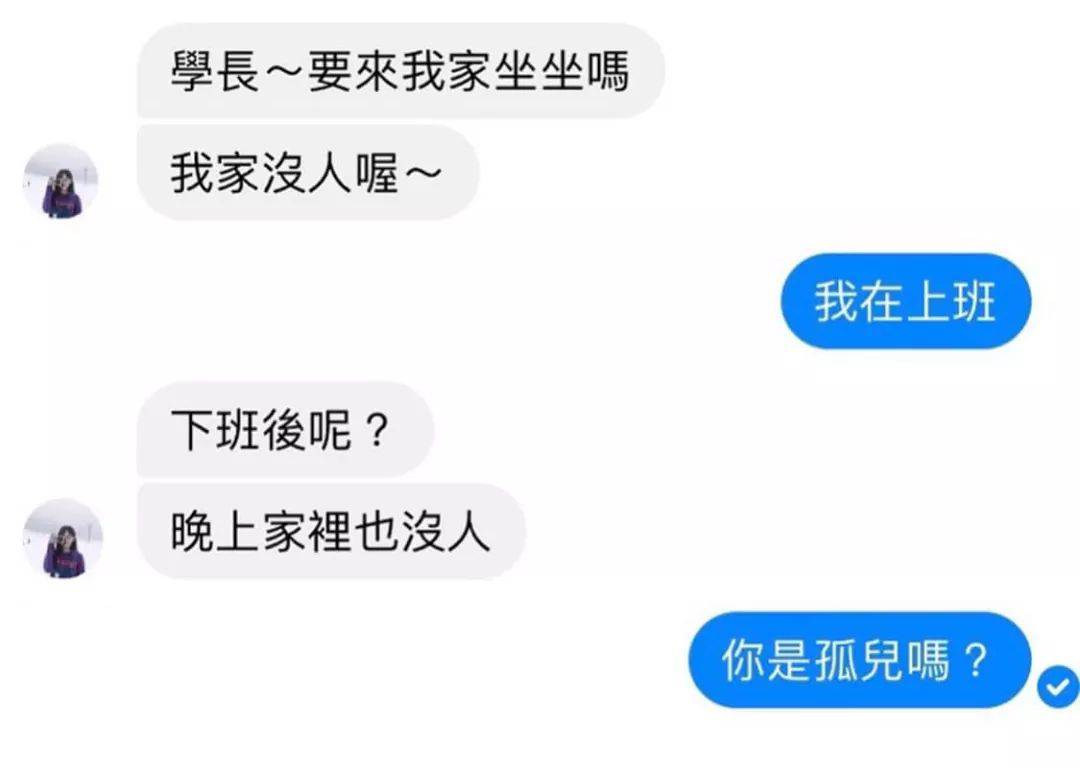 學長～要來我家坐坐嗎
我家沒人喔～
我在上班
下班後呢？
晚上家裡也沒人
你是孤兒嗎？